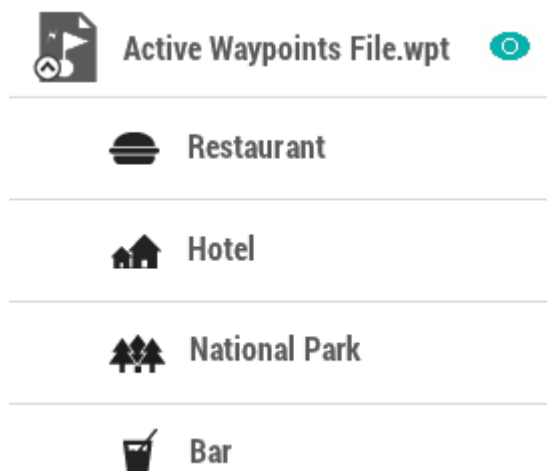 Active Waypoints File.wpt
Restaurant
Hotel
National Park
Bar